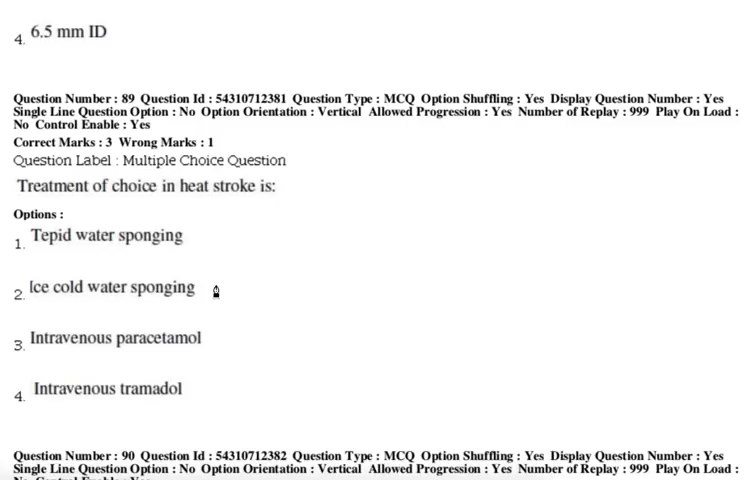 4. 6.5 mm ID
Question Number : 89 Question Id : 54310712381 Question Type : MCQ Option Shuffling : Yes Display Question Number : Yes
Single Line Question Option : No Option Orientation : Vertical Allowed Progression : Yes Number of Replay : 999 Play On Load :
No Control Enable : Yes
Correct Marks : 3 Wrong Marks : 1
Question Label : Multiple Choice Question
Treatment of choice in heat stroke is:
Options :
1. Tepid water sponging
2. Ice cold water sponging
3. Intravenous paracetamol
4. Intravenous tramadol
Question Number : 90 Question Id : 54310712382 Question Type : MCQ Option Shuffling : Yes Display Question Number : Yes
Single Line Question Option : No Option Orientation : Vertical Allowed Progression : Yes Number of Replay : 999 Play On Load :